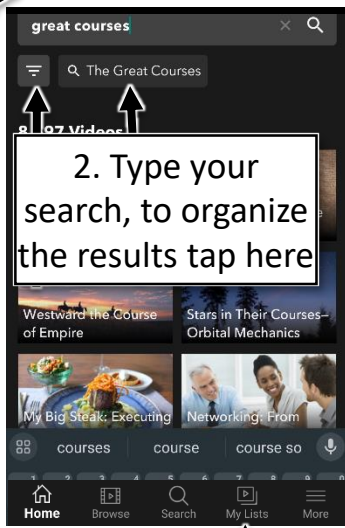 great courses
The Great Courses
97 Videos
2. Type your
search, to organize
the results tap here
Westward the Course
of Empire
Stars in Their Courses–
Orbital Mechanics
My Big Steak: Executing
Networking: From
courses course course so
Home Browse Search My Lists More